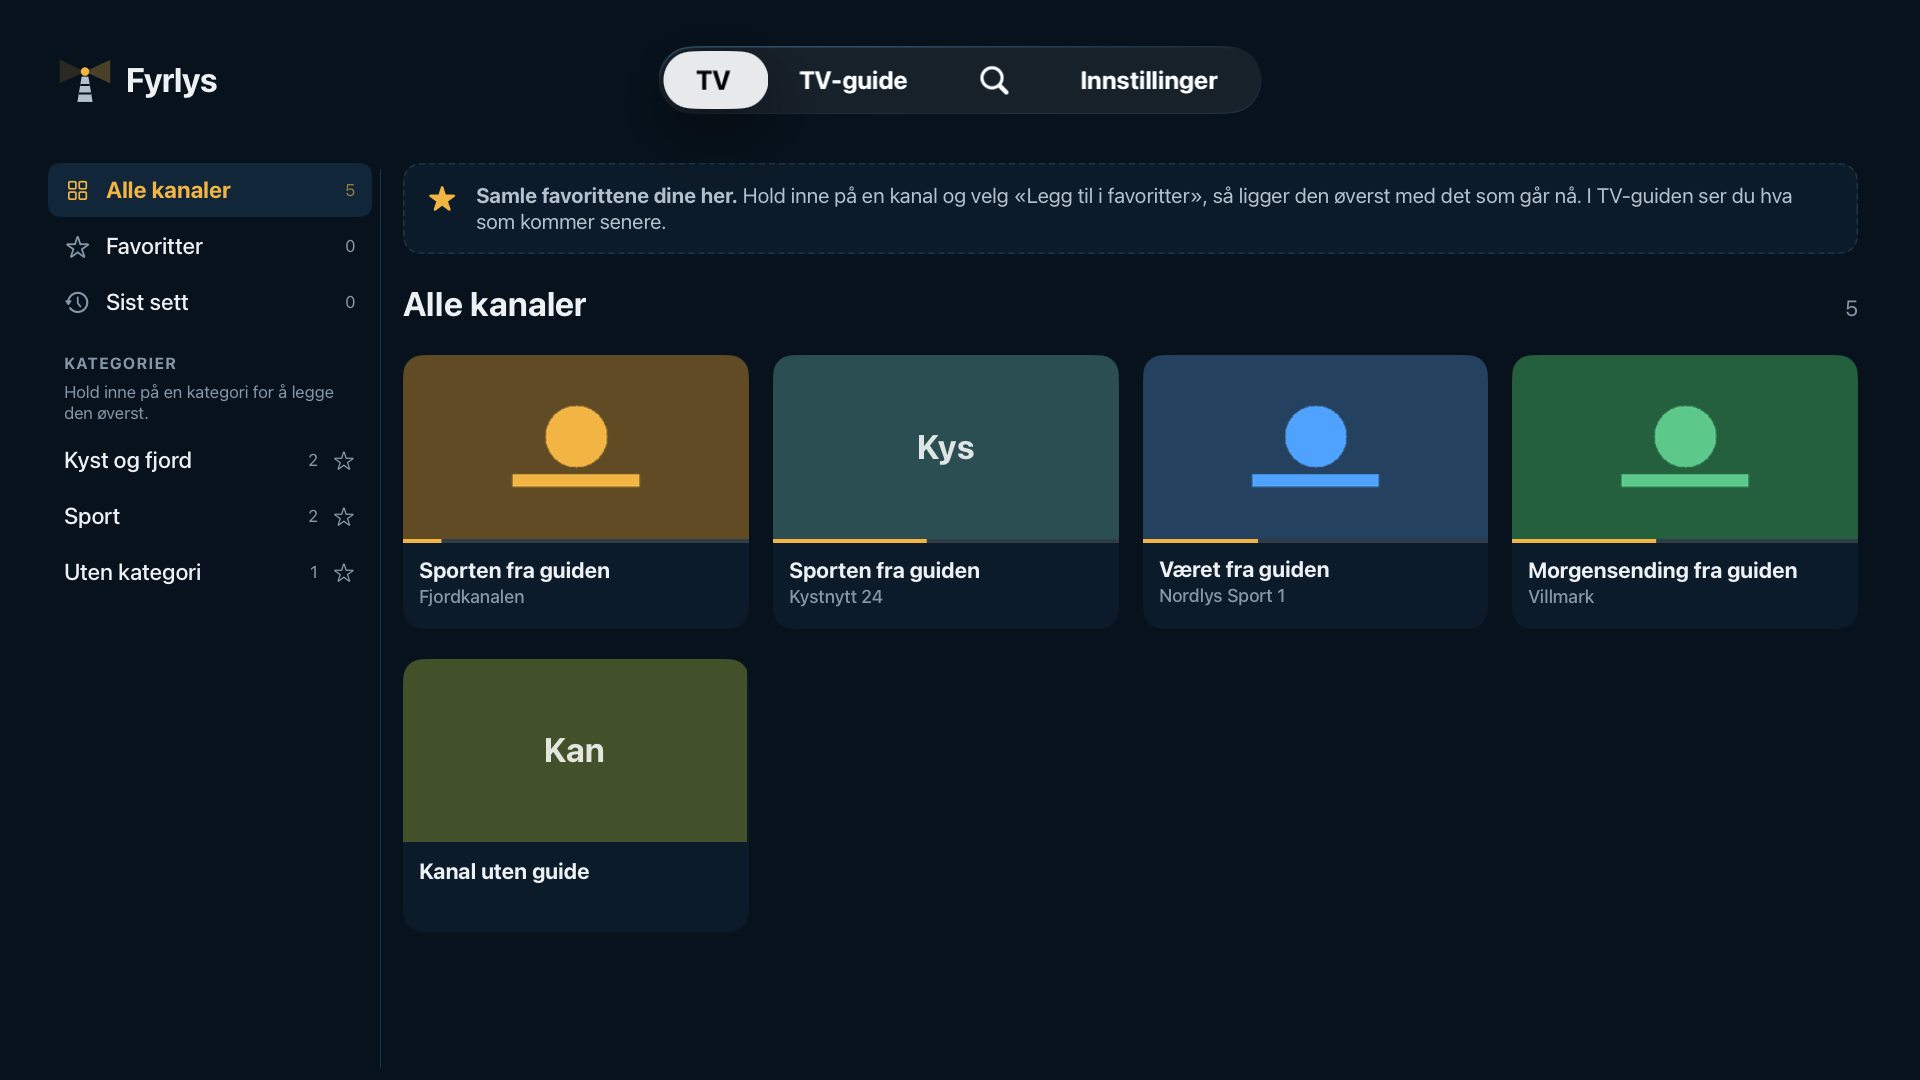 Fyrlys
TV
TV-guide
Innstillinger
Alle kanaler 5
Favoritter 0
Sist sett 0
KATEGORIER
Hold inne på en kategori for å legge
den øverst.
Kyst og fjord 2
Sport 2
Uten kategori 1
Samle favorittene dine her. Hold inne på en kanal og velg «Legg til i favoritter», så ligger den øverst med det som går nå. I TV-guiden ser du hva
som kommer senere.
Alle kanaler 5
Sporten fra guiden
Fjordkanalen
Kys
Sporten fra guiden
Kystnytt 24
Været fra guiden
Nordlys Sport 1
Morgensending fra guiden
Villmark
Kan
Kanal uten guide